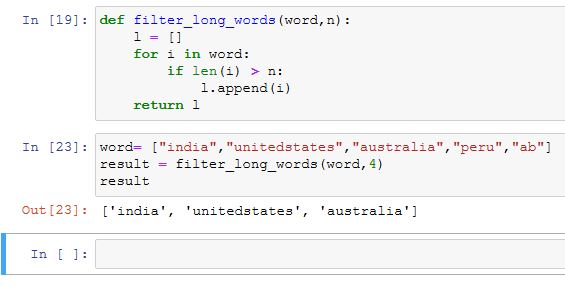 In [19]: def filter_long_words(word,n):
    l = []
    for i in word:
        if len(i) > n:
            l.append(i)
    return l
In [23]: word= ["india","unitedstates","australia","peru","ab"]
result = filter_long_words(word,4)
result
Out[23]: ['india', 'unitedstates', 'australia']
In [ ]: